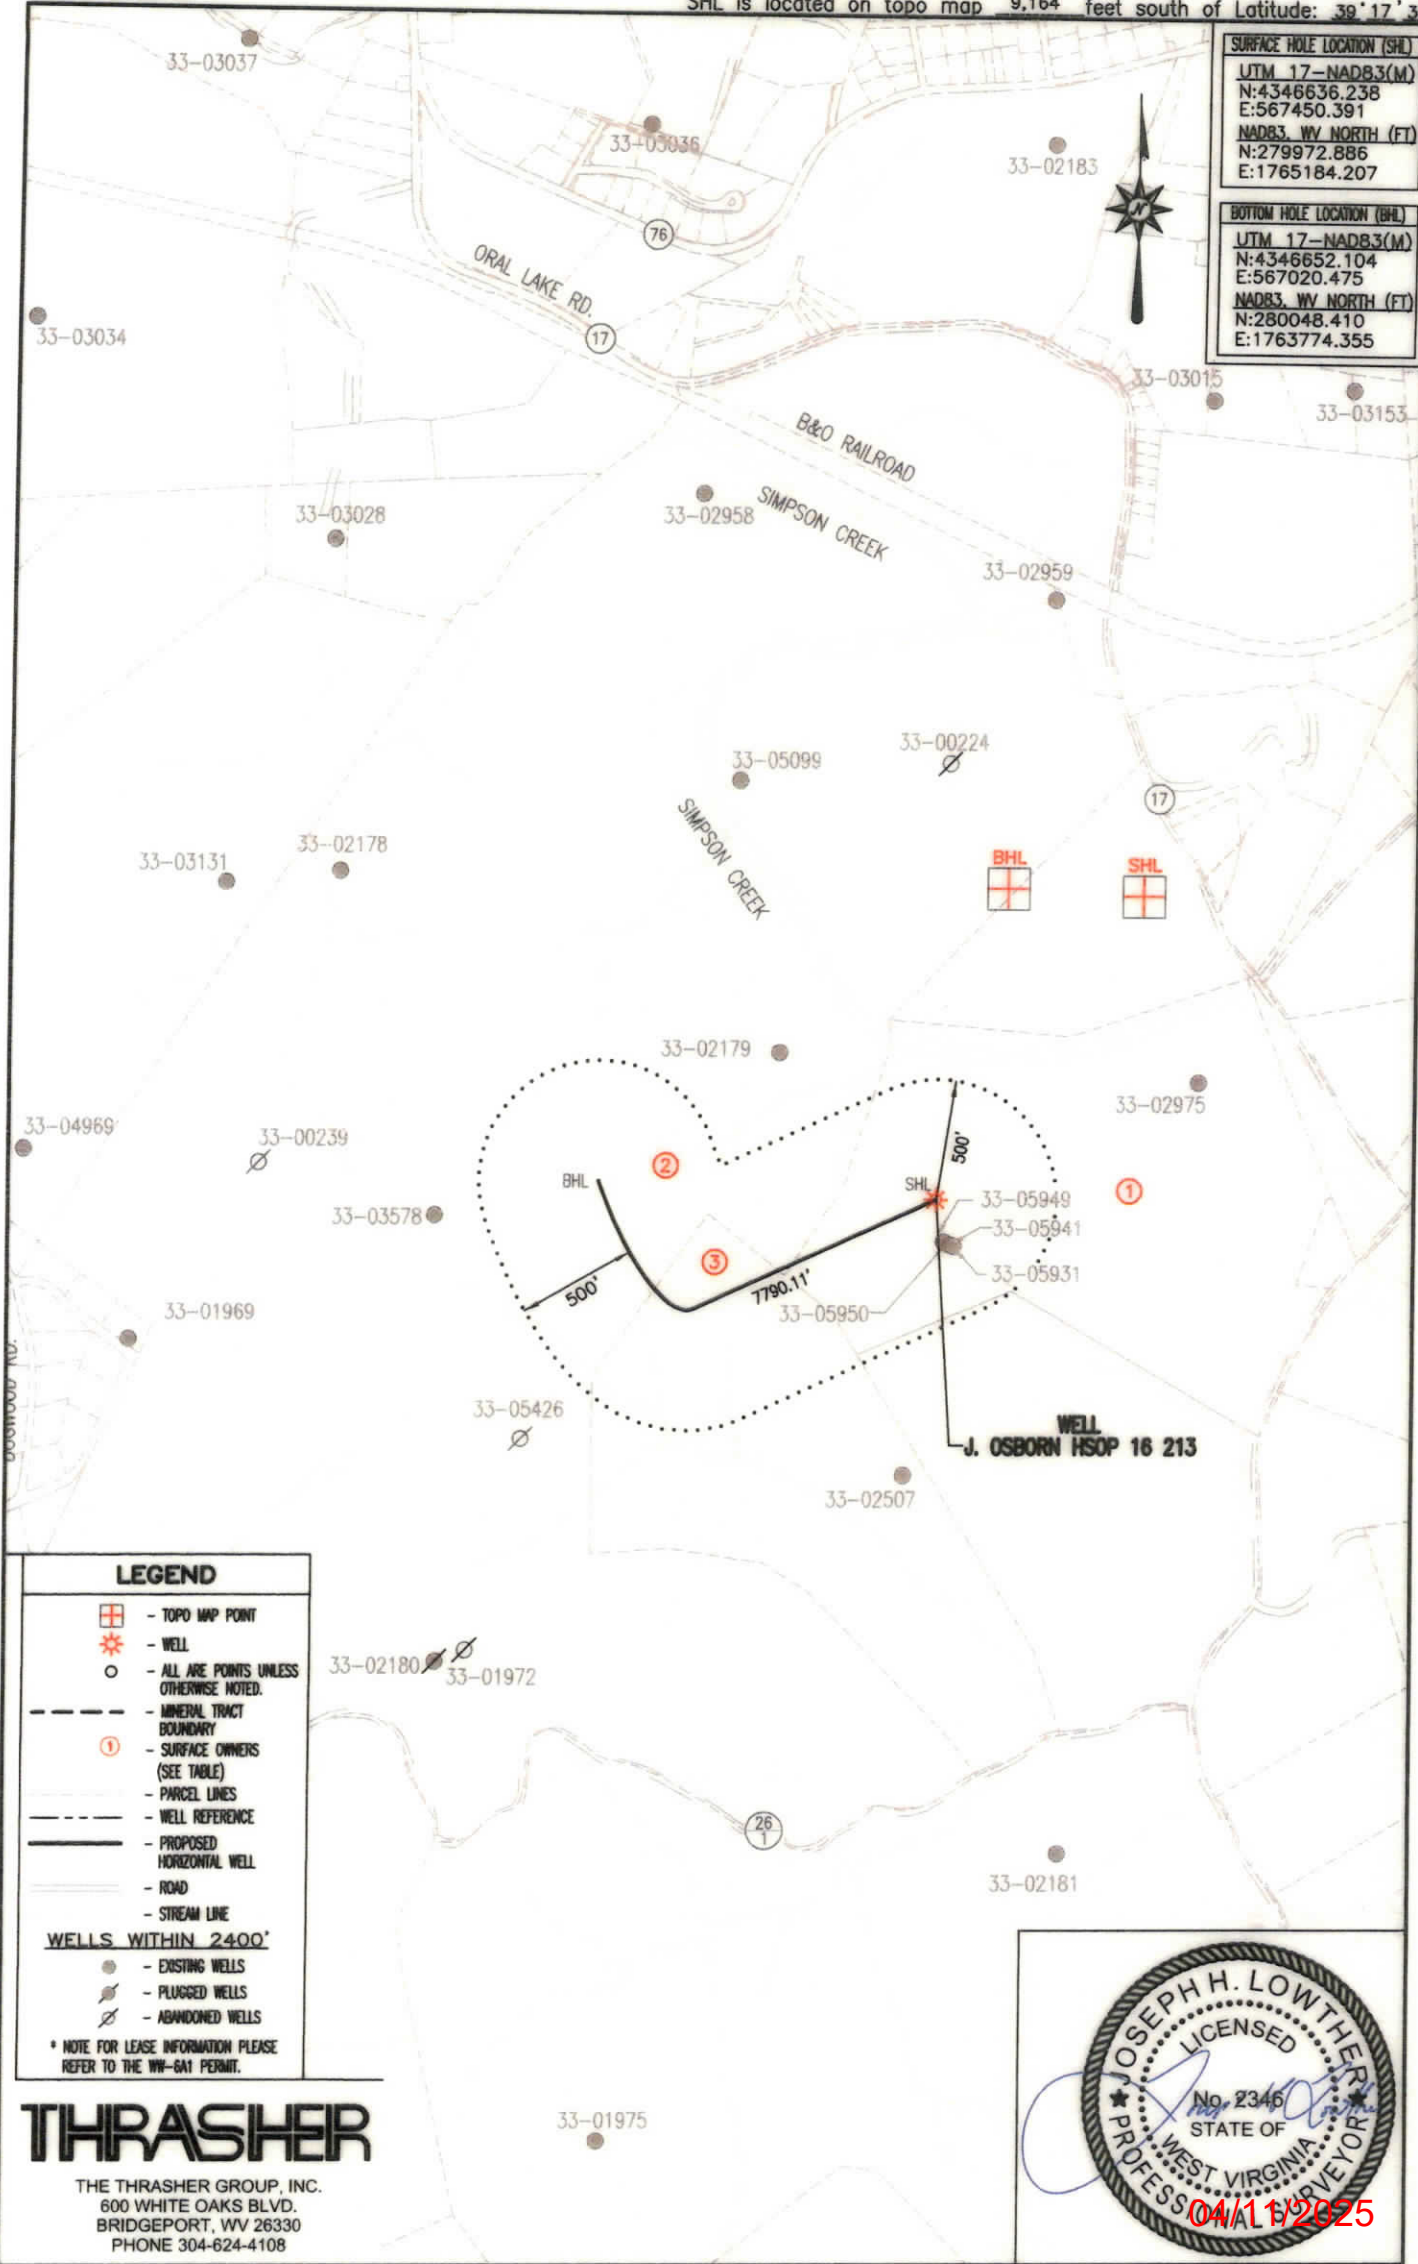 SHL is located on topo map 9,164 feet south of Latitude: 39°17'3
SURFACE HOLE LOCATION (SHL)
UTM 17-NAD83(M)
N:4346636.238
E:567450.391
NAD83, WV NORTH (FT)
N:279972.886
E:1765184.207
BOTTOM HOLE LOCATION (BHL)
UTM 17-NAD83(M)
N:4346652.104
E:567020.475
NAD83, WV NORTH (FT)
N:280048.410
E:1763774.355
33-03037
33-03036
33-02183
N
76
ORAL LAKE RD.
17
33-03034
33-03015
33-03153
B&O RAILROAD
SIMPSON CREEK
33-03028
33-02958
33-02959
33-00224
33-05099
17
SIMPSON CREEK
33-03131
33-02178
BHL
SHL
33-02179
33-02975
33-04969
33-00239
BHL
2
SHL
500'
1
33-05949
33-05941
33-05931
33-05950
33-03578
3
500'
7790.11'
33-01969
DOGWOOD RD.
33-05426
WELL
J. OSBORN HSOP 16 213
33-02507
LEGEND
- TOPO MAP POINT
- WELL
- ALL ARE POINTS UNLESS
OTHERWISE NOTED.
- MINERAL TRACT
BOUNDARY
1 - SURFACE OWNERS
(SEE TABLE)
- PARCEL LINES
- WELL REFERENCE
- PROPOSED
HORIZONTAL WELL
- ROAD
- STREAM LINE
WELLS WITHIN 2400'
- EXISTING WELLS
- PLUGGED WELLS
- ABANDONED WELLS
* NOTE FOR LEASE INFORMATION PLEASE
REFER TO THE WW-6A1 PERMIT.
33-02180
33-01972
26
1
33-02181
33-01975
THRASHER
THE THRASHER GROUP, INC.
600 WHITE OAKS BLVD.
BRIDGEPORT, WV 26330
PHONE 304-624-4108
JOSEPH H. LOWTHER
LICENSED
No. 2346
STATE OF
WEST VIRGINIA
PROFESSIONAL SURVEYOR
04/11/2025